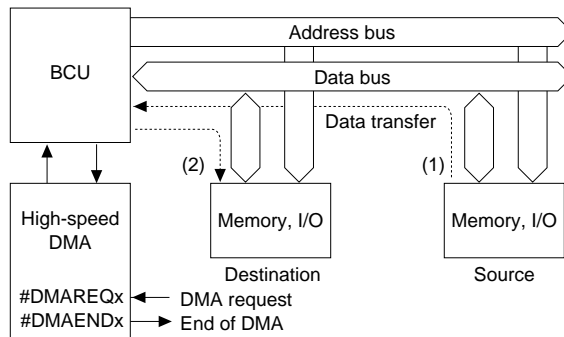 Address bus
BCU
Data bus
Data transfer
(2)
(1)
High-speed
DMA
Memory, I/O
Memory, I/O
Destination
Source
#DMAREQx
DMA request
#DMAENDx
End of DMA